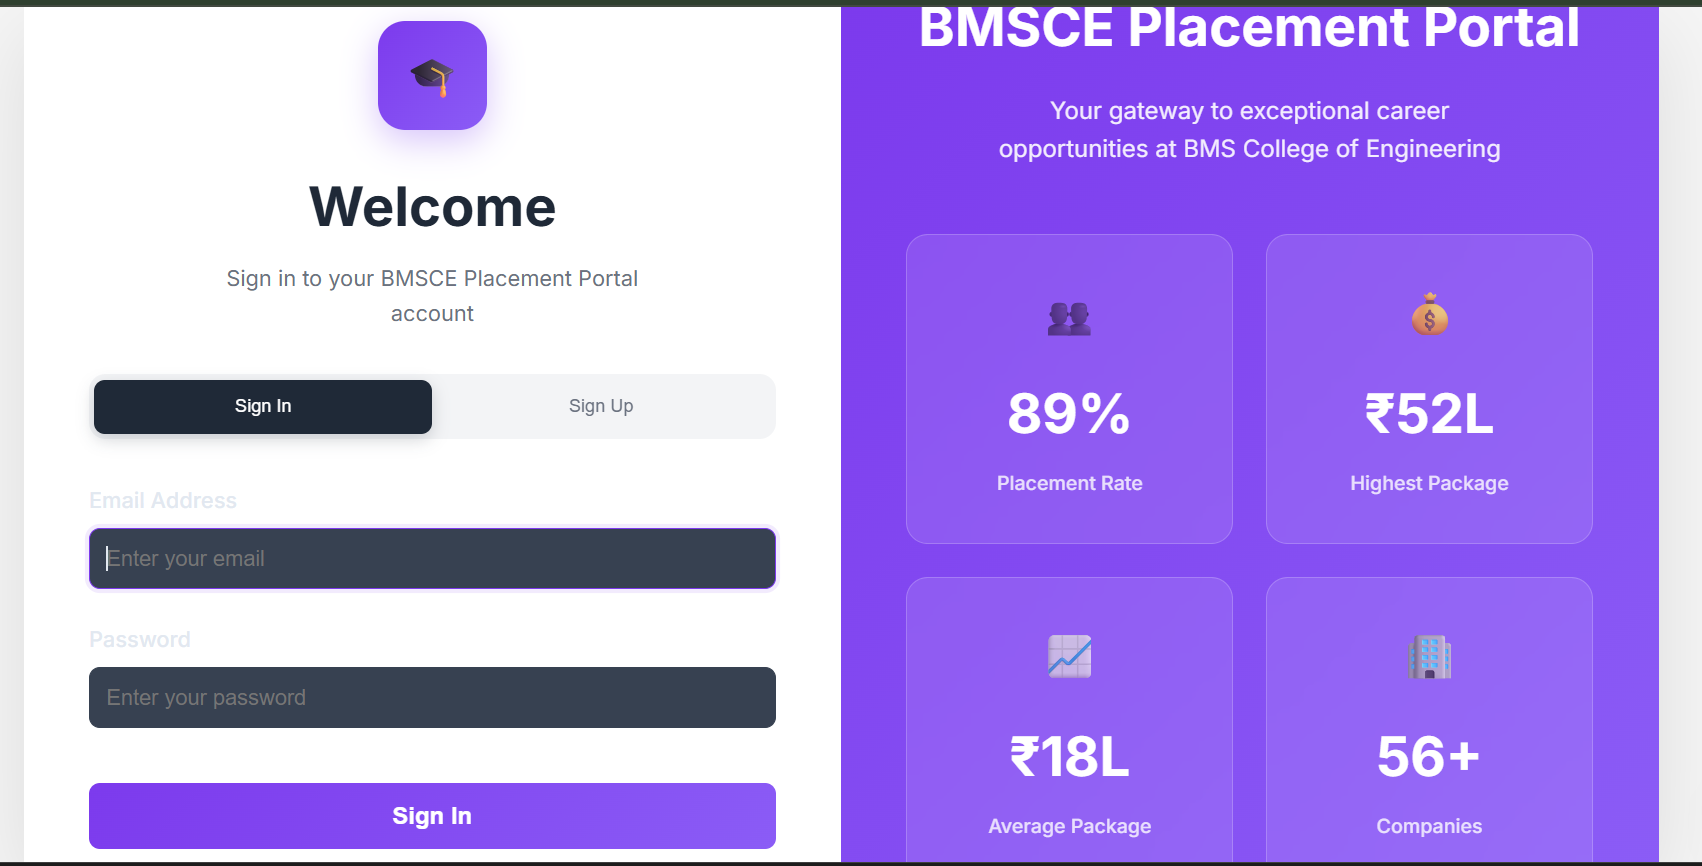 Welcome
Sign in to your BMSCE Placement Portal
account
Sign In
Sign Up
Email Address
Enter your email
Password
Enter your password
Sign In
BMSCE Placement Portal
Your gateway to exceptional career
opportunities at BMS College of Engineering
89%
Placement Rate
₹52L
Highest Package
₹18L
Average Package
56+
Companies